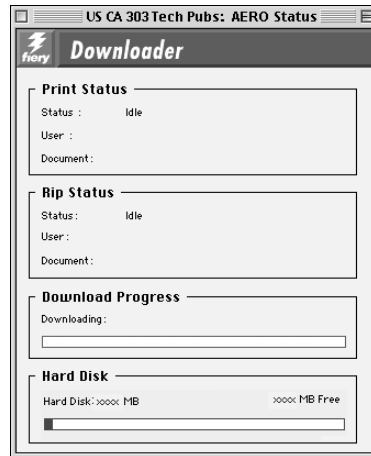 US CA 303 Tech Pubs: AERO Status
fiery Downloader
Print Status
Status : Idle
User :
Document:
Rip Status
Status: Idle
User:
Document:
Download Progress
Downloading:
Hard Disk
Hard Disk: xxxx MB xxxx MB Free